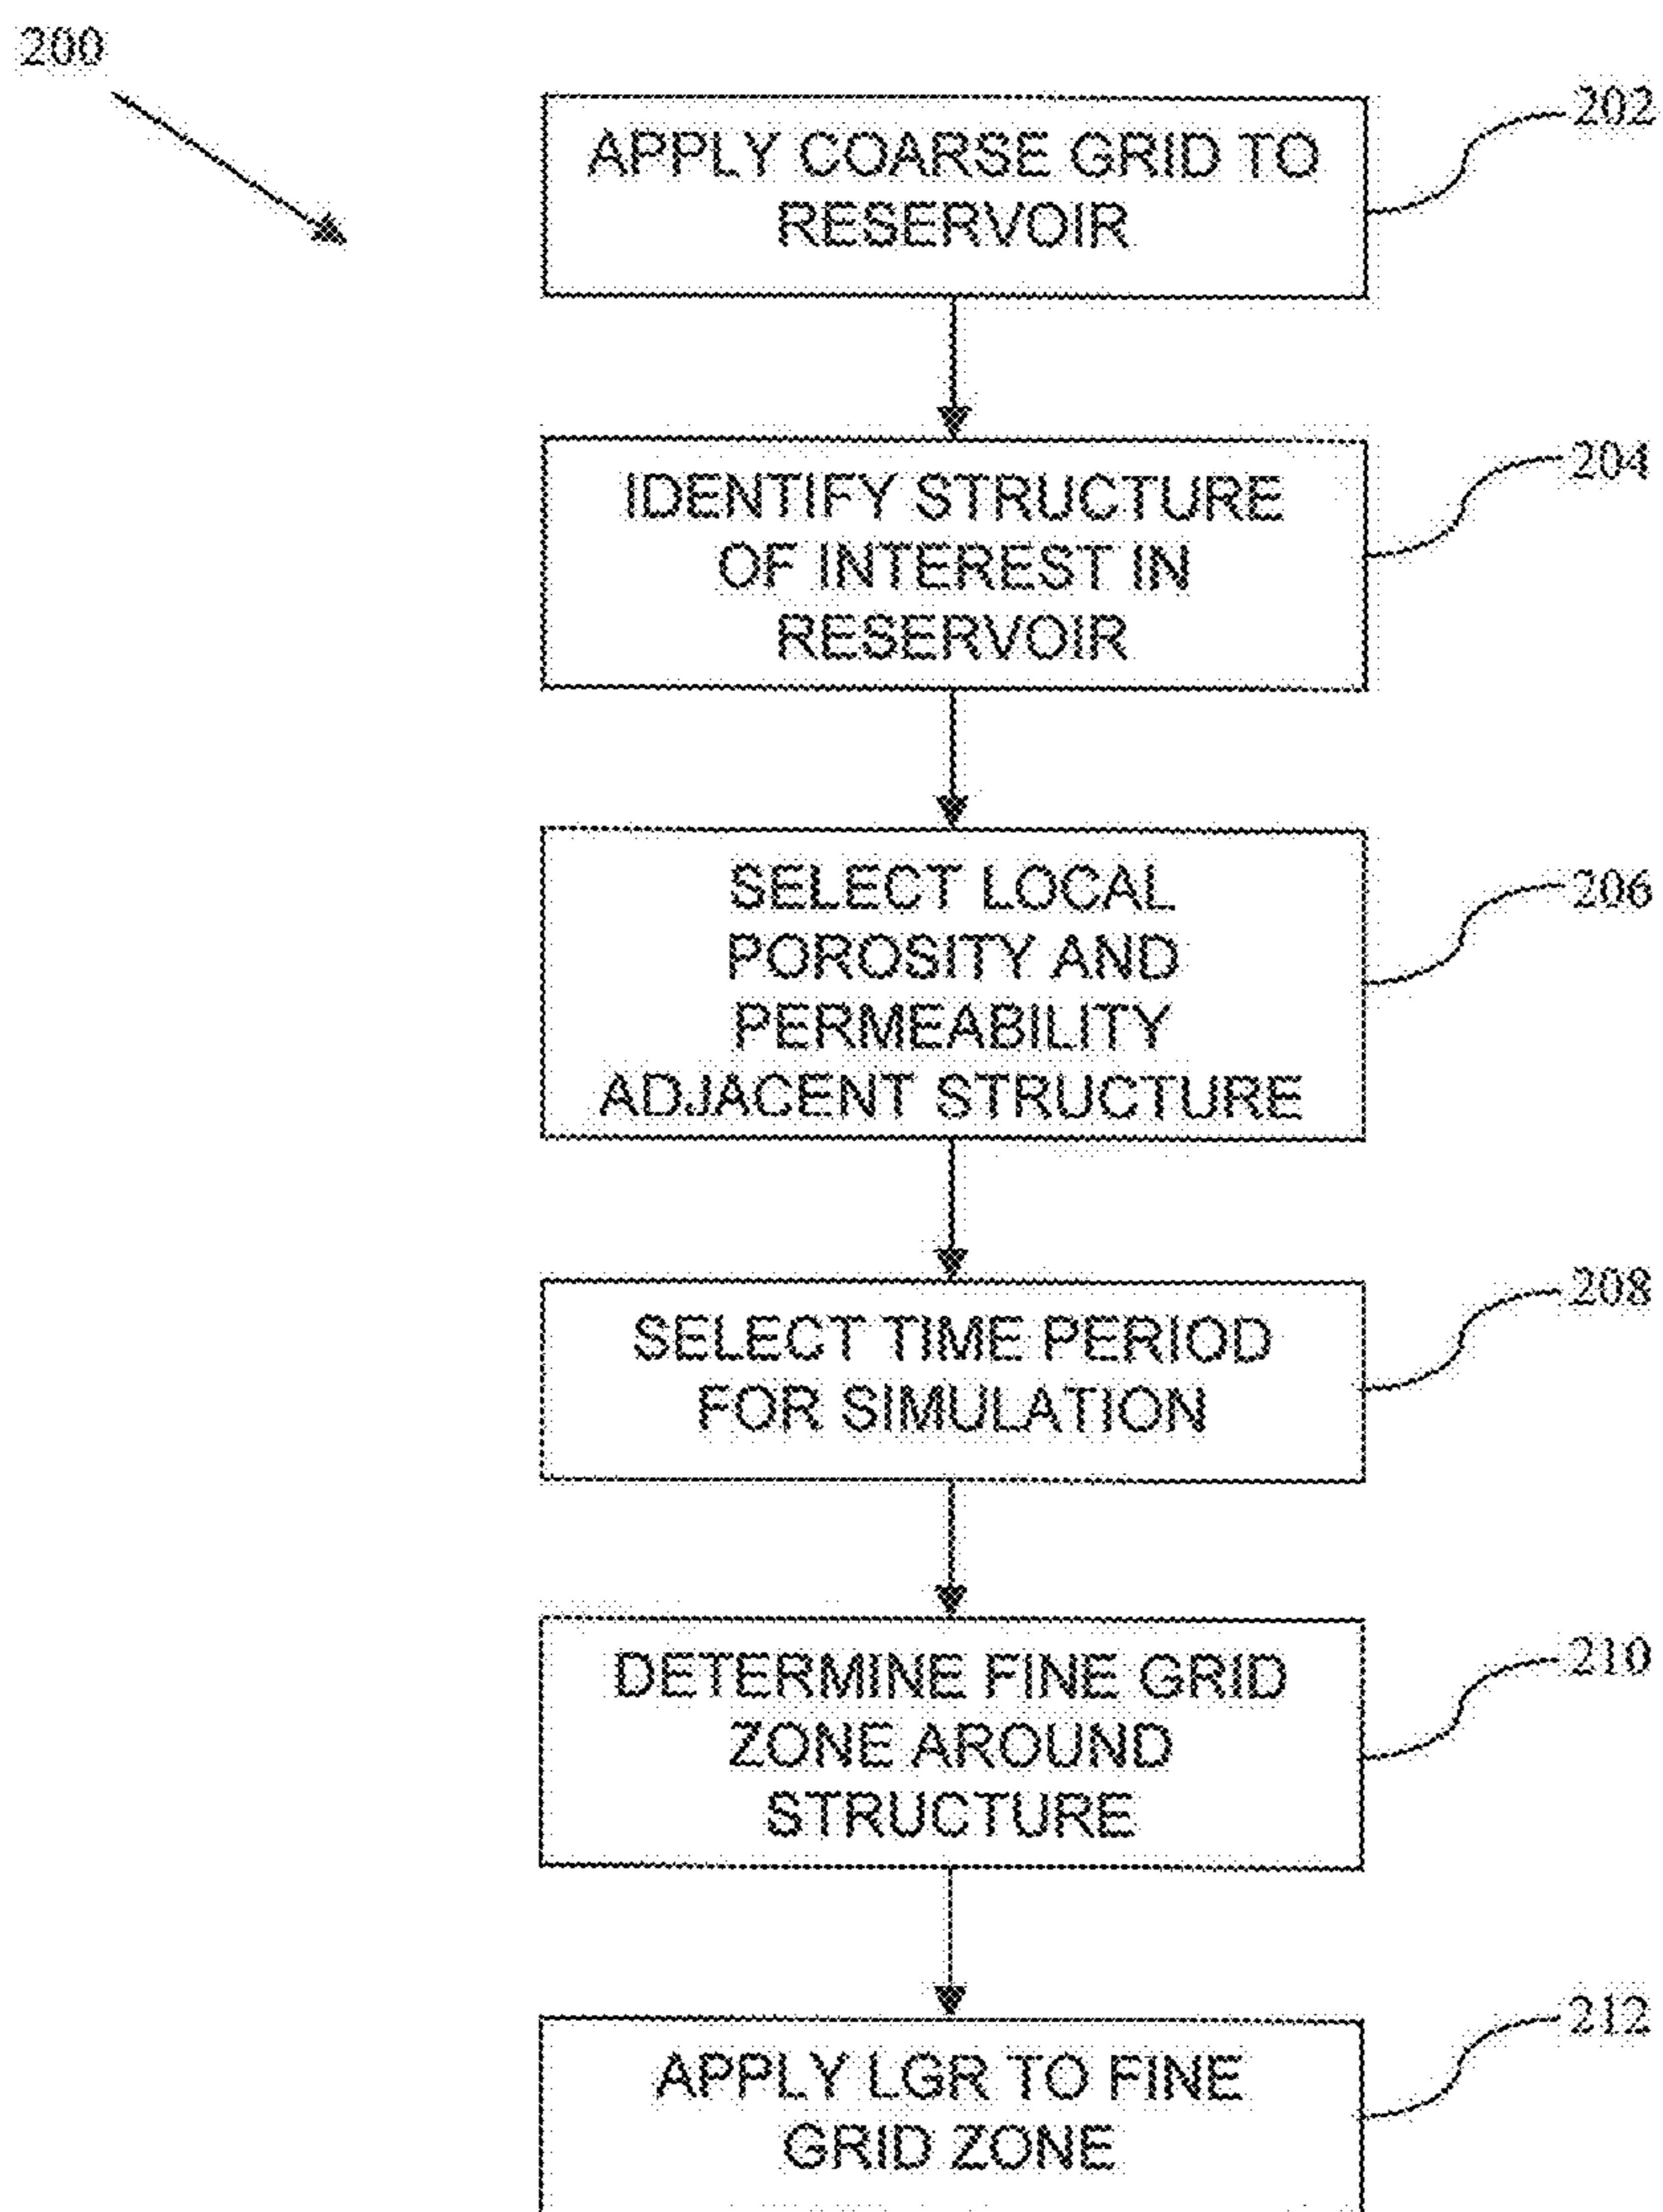 200
APPLY COARSE GRID TO
RESERVOIR
202
IDENTIFY STRUCTURE
OF INTEREST IN
RESERVOIR
204
SELECT LOCAL
POROSITY AND
PERMEABILITY
ADJACENT STRUCTURE
206
SELECT TIME PERIOD
FOR SIMULATION
208
DETERMINE FINE GRID
ZONE AROUND
STRUCTURE
210
APPLY LGR TO FINE
GRID ZONE
212